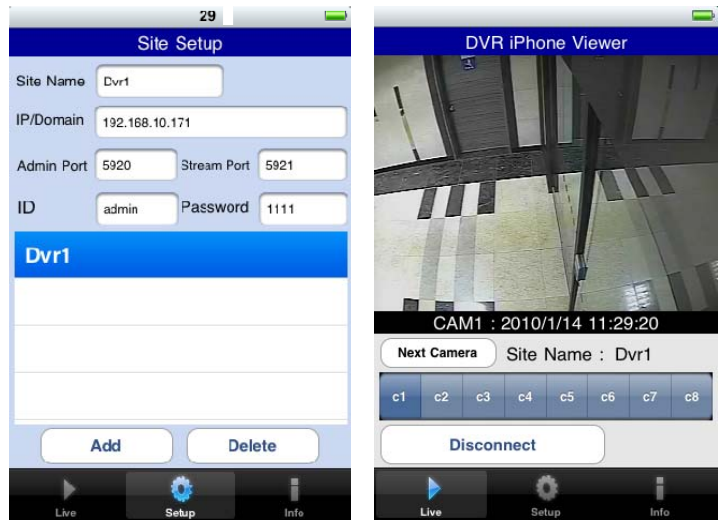 29
Site Setup
Site Name Dvr1
IP/Domain 192.168.10.171
Admin Port 5920 Stream Port 5921
ID admin Password 1111
Dvr1
Add Delete
Live Setup Info
DVR iPhone Viewer
CAM1 : 2010/1/14 11:29:20
Next Camera Site Name : Dvr1
c1 c2 c3 c4 c5 c6 c7 c8
Disconnect
Live Setup Info